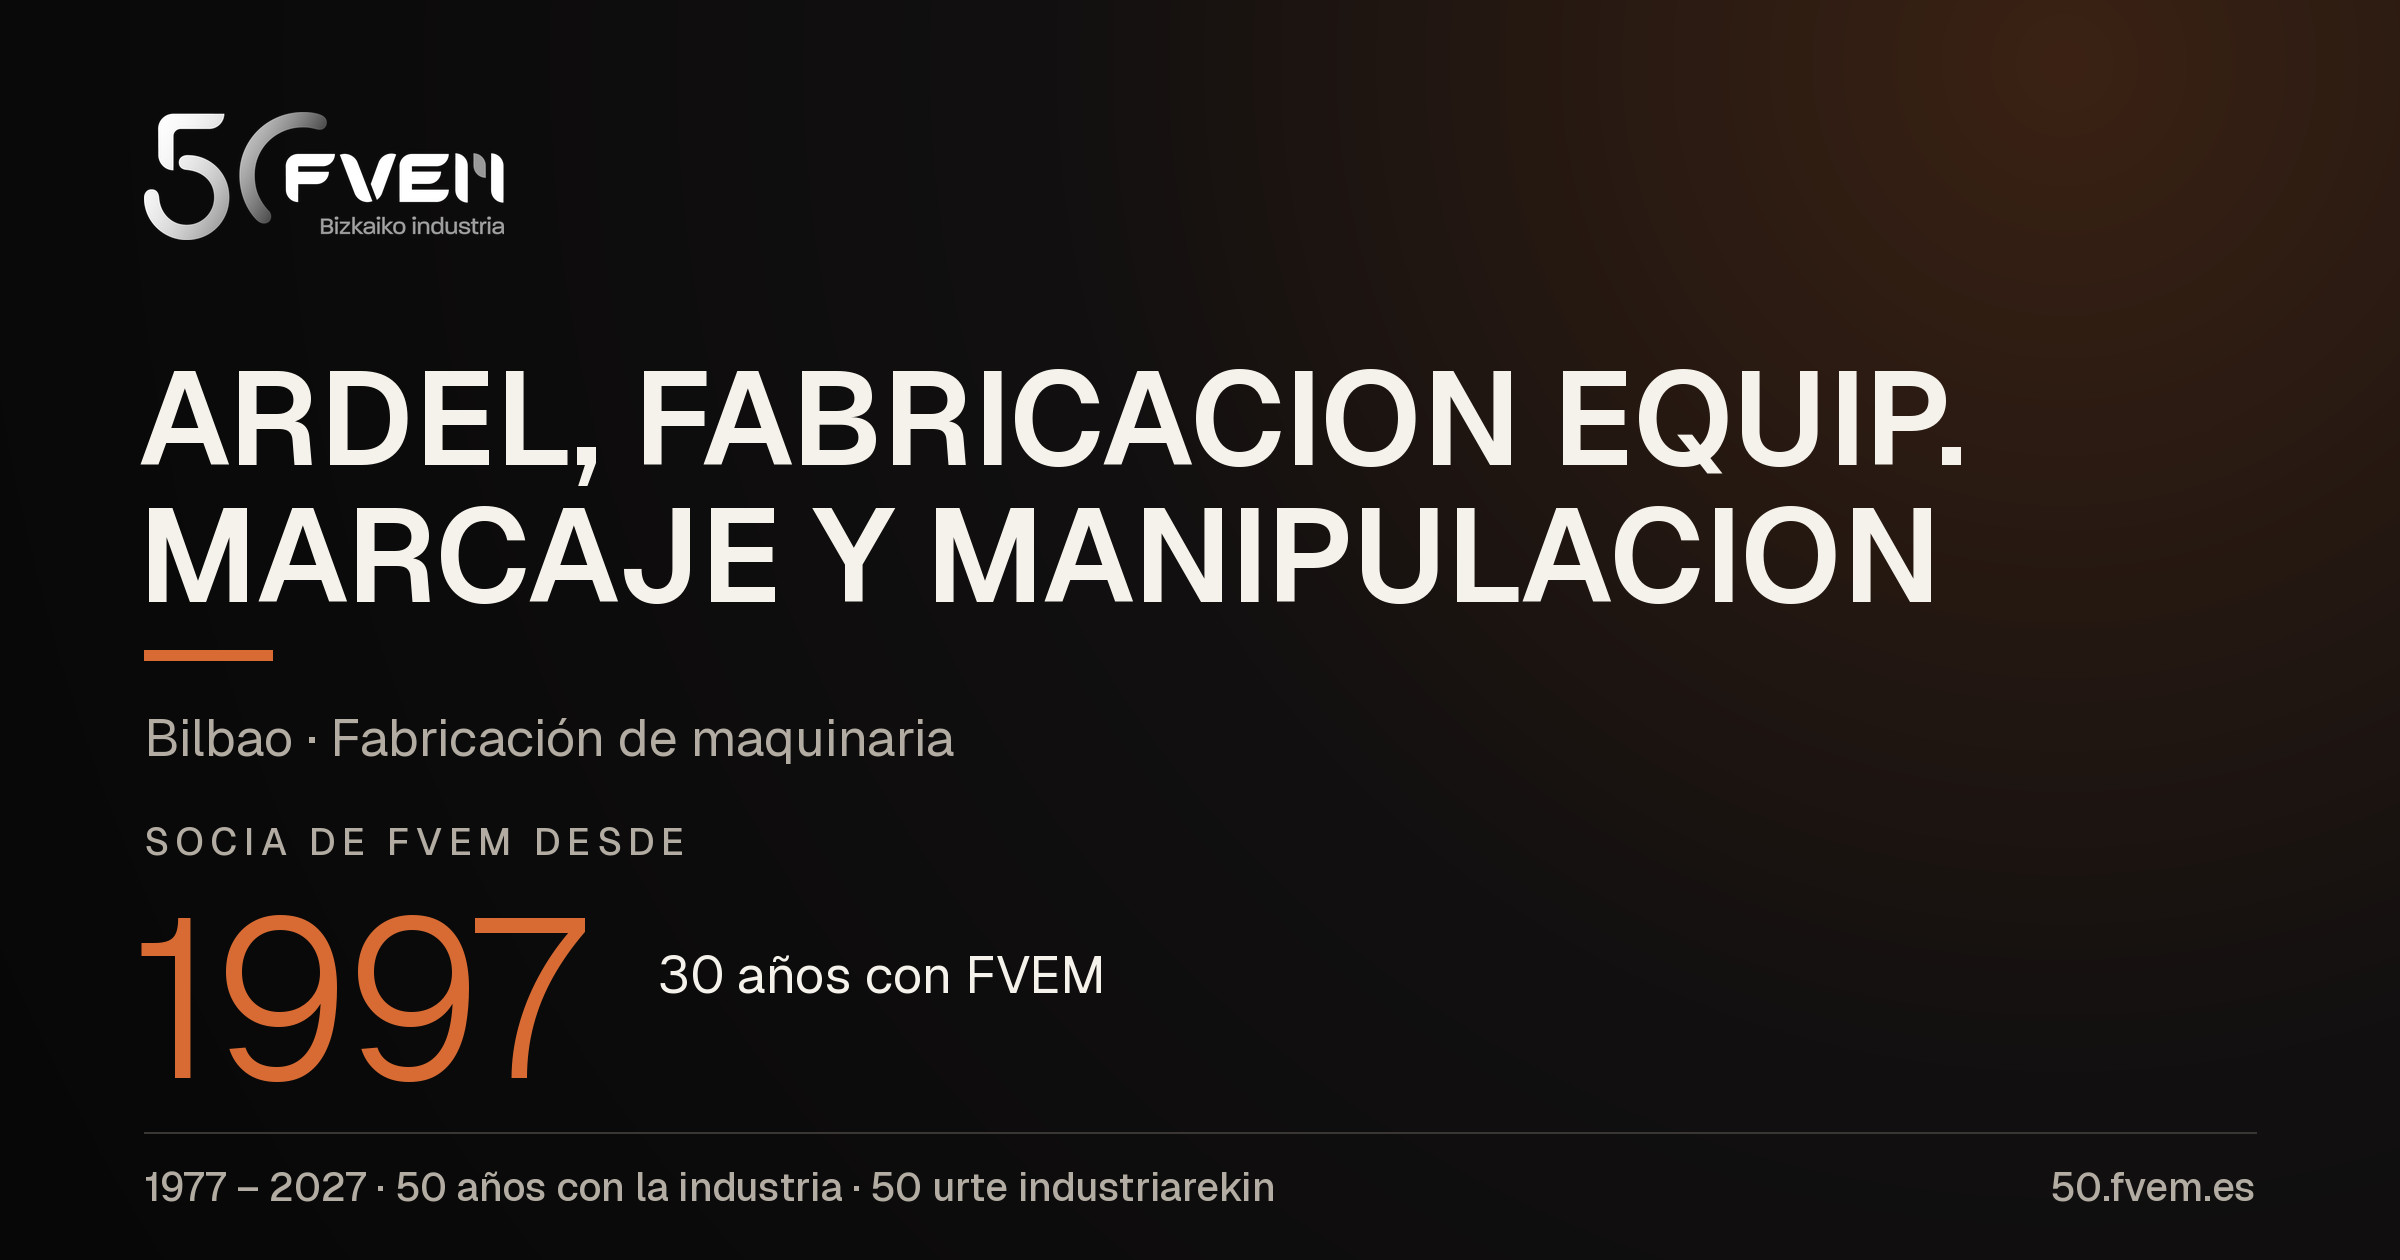 50 FVEM
Bizkaiko industria
ARDEL, FABRICACION EQUIP.
MARCAJE Y MANIPULACION
Bilbao · Fabricación de maquinaria
SOCIA DE FVEM DESDE
1997
30 años con FVEM
1977 – 2027 · 50 años con la industria · 50 urte industriarekin
50.fvem.es